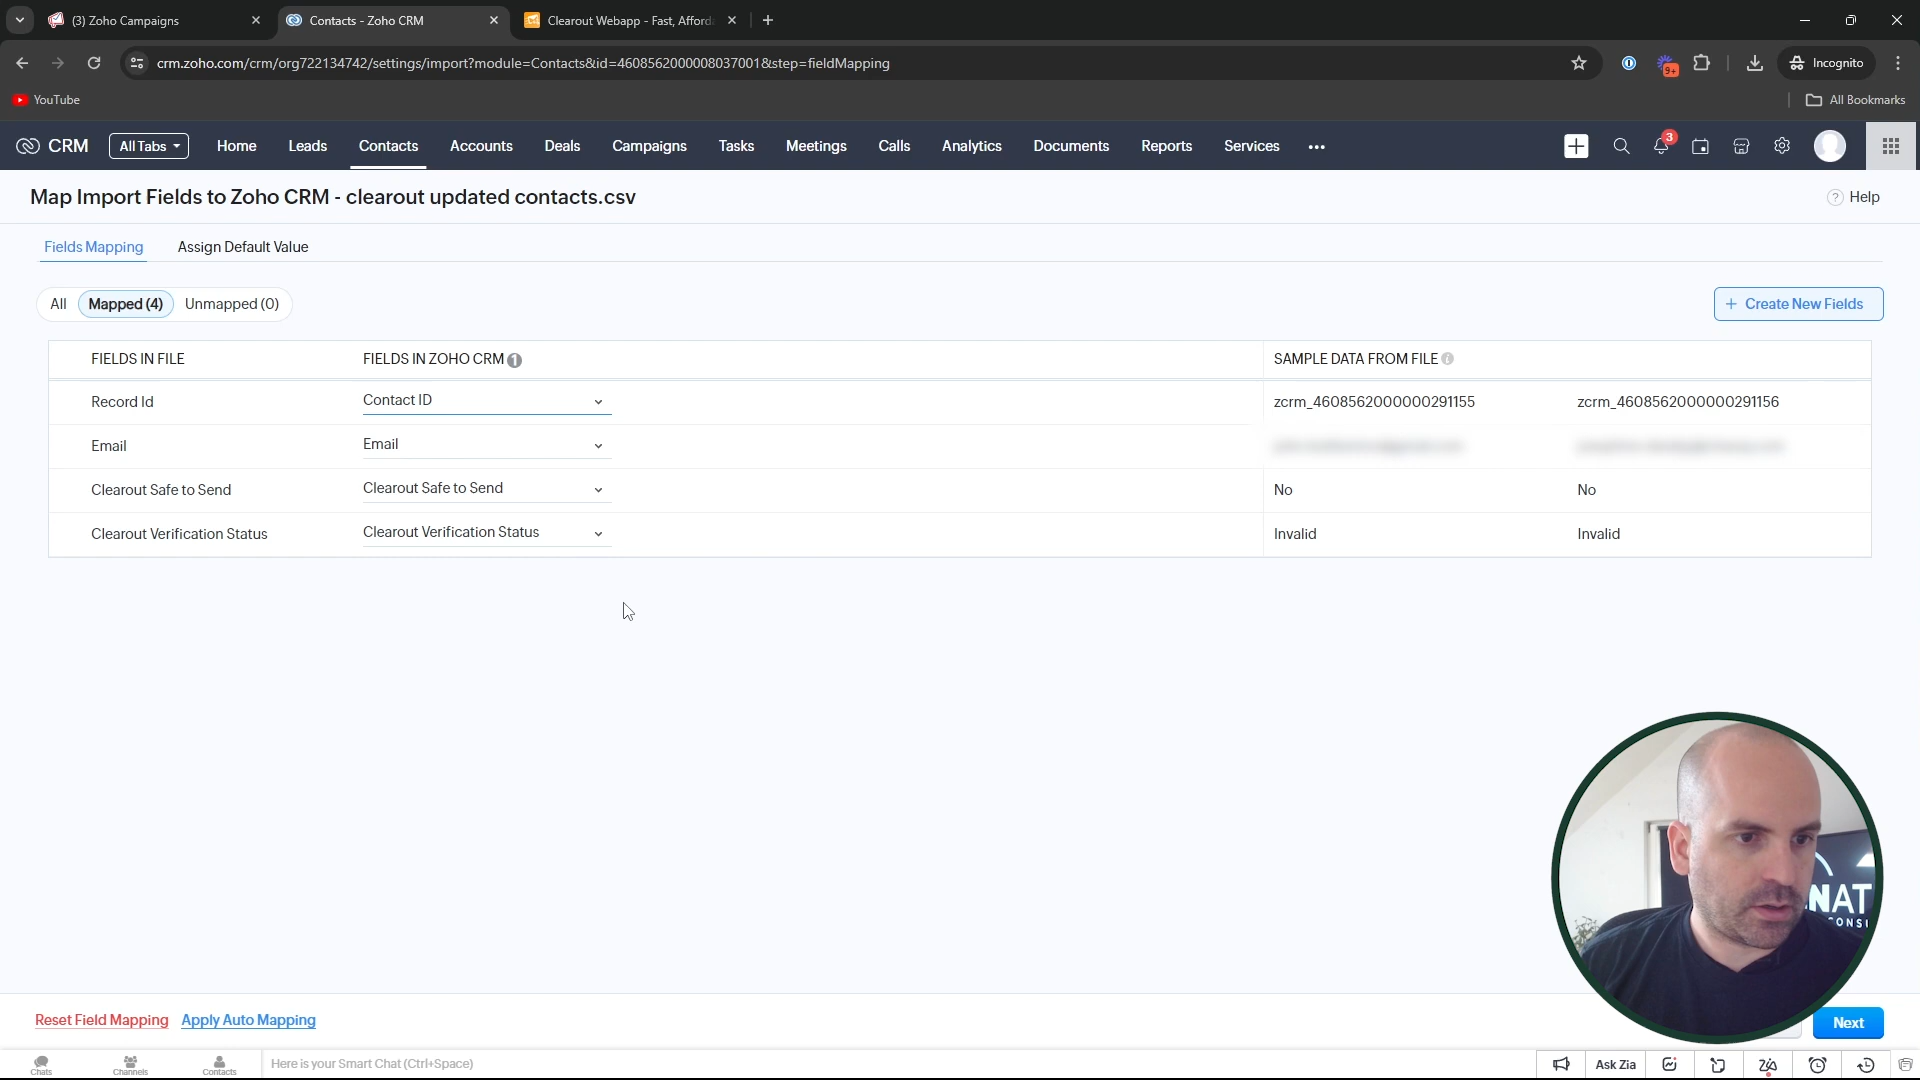 (3) Zoho Campaigns
Contacts - Zoho CRM
Clearout Webapp - Fast, Afford
crm.zoho.com/crm/org722134742/settings/import?module=Contacts&id=4608562000008037001&step=fieldMapping
9+
Incognito
YouTube
All Bookmarks
CRM
All Tabs
Home
Leads
Contacts
Accounts
Deals
Campaigns
Tasks
Meetings
Calls
Analytics
Documents
Reports
Services
3
Map Import Fields to Zoho CRM - clearout updated contacts.csv
? Help
Fields Mapping
Assign Default Value
All
Mapped (4)
Unmapped (0)
+ Create New Fields
FIELDS IN FILE
FIELDS IN ZOHO CRM 1
SAMPLE DATA FROM FILE
Record Id
Contact ID
zcrm_4608562000000291155
zcrm_4608562000000291156
Email
Email
Clearout Safe to Send
Clearout Safe to Send
No
No
Clearout Verification Status
Clearout Verification Status
Invalid
Invalid
NAT
CONSU
Reset Field Mapping
Apply Auto Mapping
Next
Chats
Channels
Contacts
Here is your Smart Chat (Ctrl+Space)
Ask Zia